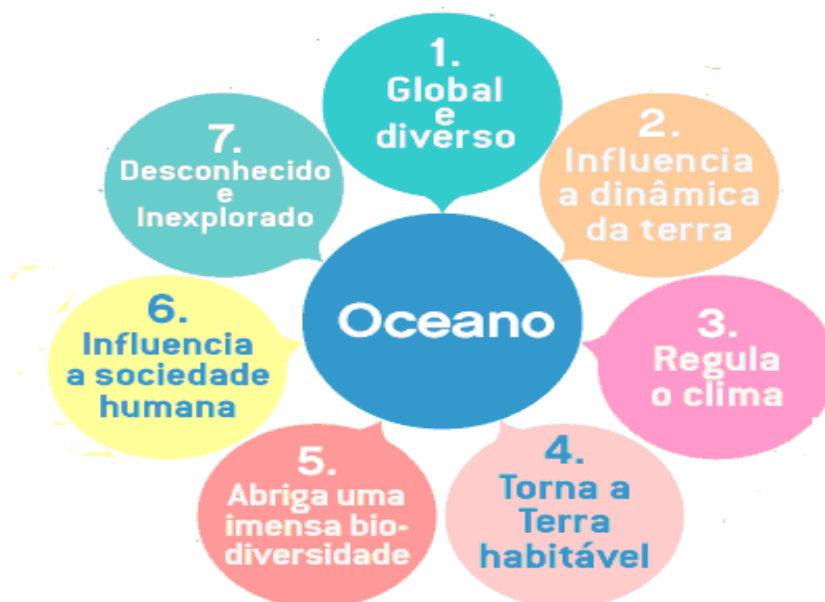 1.
Global
e
diverso
2.
Influencia
a dinâmica
da terra
3.
Regula
o clima
4.
Torna a
Terra
habitável
5.
Abriga uma
imensa bio-
diversidade
6.
Influencia
a sociedade
humana
7.
Desconhecido
e
Inexplorado
Oceano